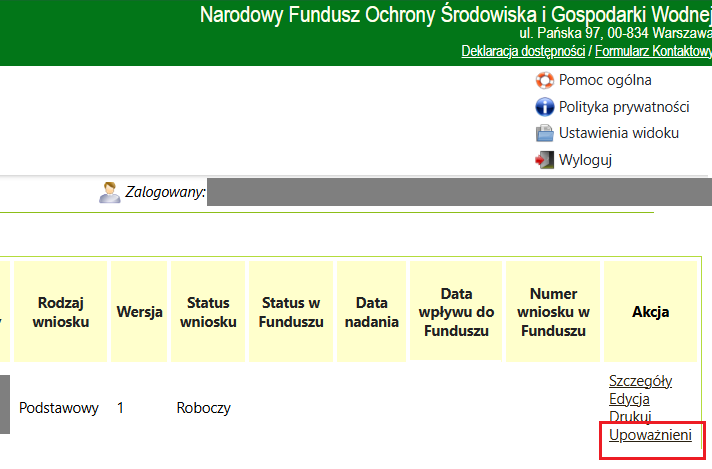 Narodowy Fundusz Ochrony Środowiska i Gospodarki Wodnej
ul. Pańska 97, 00-834 Warszawa
Deklaracja dostępności / Formularz Kontaktowy
Pomoc ogólna
Polityka prywatności
Ustawienia widoku
Wyloguj
Zalogowany:
Rodzaj wniosku
Wersja
Status wniosku
Status w Funduszu
Data nadania
Data wpływu do Funduszu
Numer wniosku w Funduszu
Akcja
Podstawowy
1
Roboczy
Szczegóły
Edycja
Drukuj
Upoważnieni